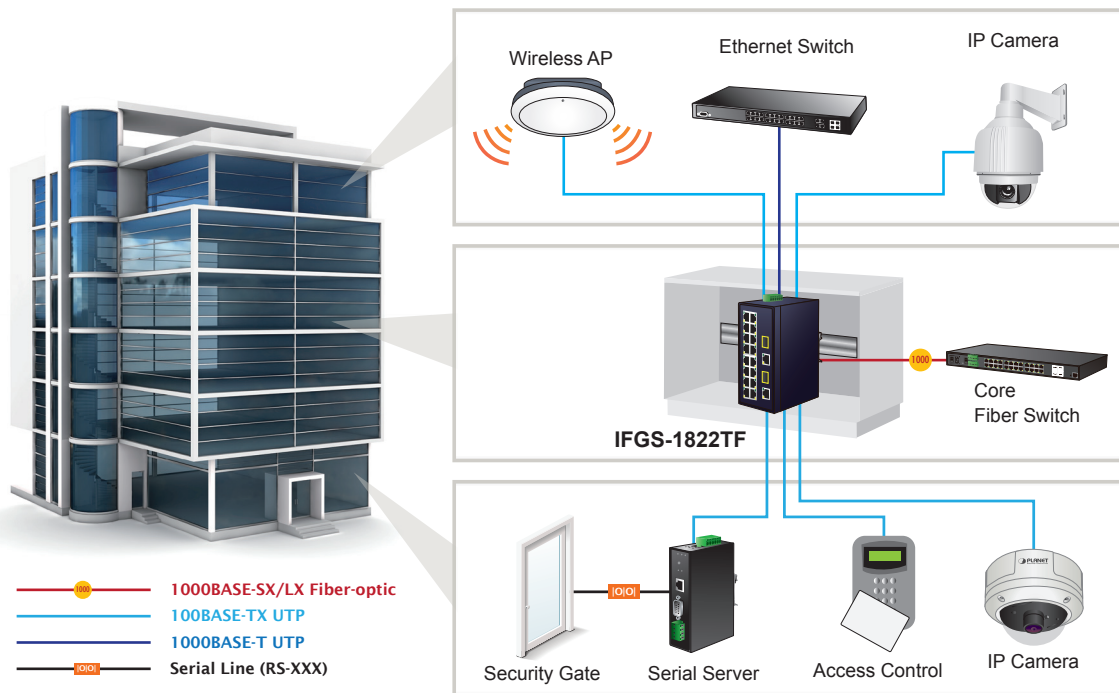 Wireless AP
Ethernet Switch
IP Camera
1000
Core
Fiber Switch
IFGS-1822TF
1000
1000BASE-SX/LX Fiber-optic
100BASE-TX UTP
1000BASE-T UTP
|O|O|
Serial Line (RS-XXX)
|O|O|
PLANET
Security Gate
Serial Server
Access Control
IP Camera